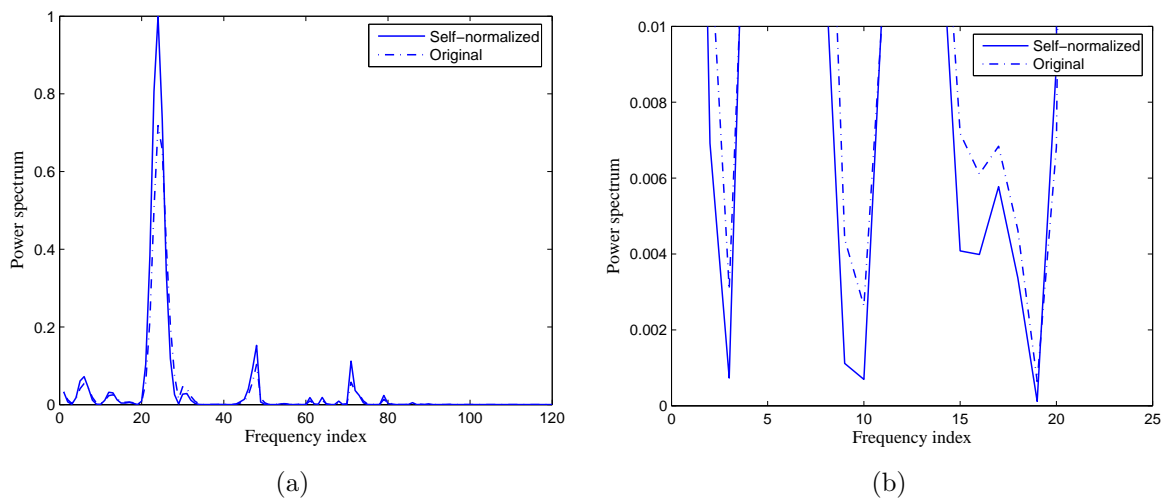 1
0.8
0.6
0.4
0.2
0
Power spectrum
0 20 40 60 80 100 120
Frequency index
Self−normalized
Original
(a)
0.01
0.008
0.006
0.004
0.002
0
Power spectrum
0 5 10 15 20 25
Frequency index
Self−normalized
Original
(b)